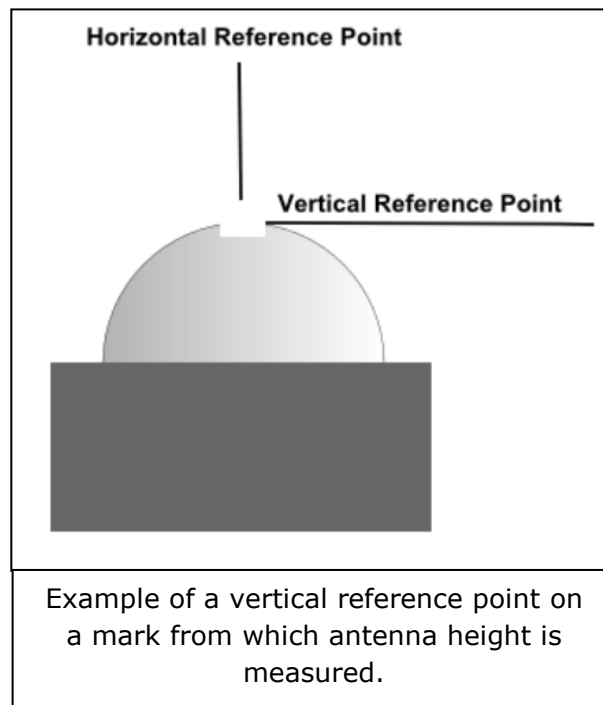 Horizontal Reference Point
Vertical Reference Point
Example of a vertical reference point on
a mark from which antenna height is
measured.